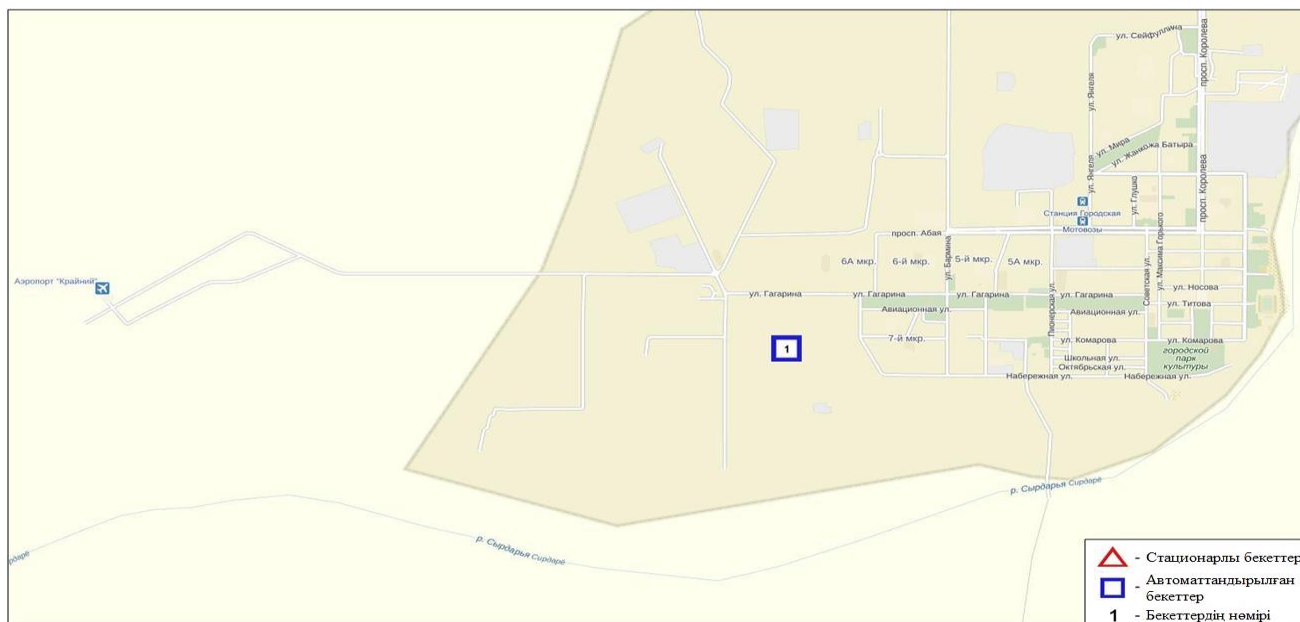 ул. Сейфуллина
просп. Королева
ул. Янгеля
ул. Мира
ул. Жанкожа Батыра
ул. Янгеля
ул. Глушко
просп. Королева
Станция Городская
Мотовозы
ул. Максима Горького
просп. Абая
ул. Бармина
6А мкр.
6-й мкр.
5-й мкр.
5А мкр.
Советская ул.
Аэропорт "Крайний"
ул. Гагарина
ул. Гагарина
ул. Гагарина
ул. Гагарина
ул. Носова
ул. Титова
Пионерская ул.
Авиационная ул.
Авиационная ул.
7-й мкр.
ул. Комарова
ул. Комарова
1
городской
парк
культуры
Школьная ул.
Октябрьская ул.
Набережная ул.
Набережная ул.
р. Сырдарья Сирдарё
р. Сырдарья Сирдарё
- Стационарлы бекеттер
- Автоматтандырылған
бекеттер
1 - Бекеттердің нөмірі